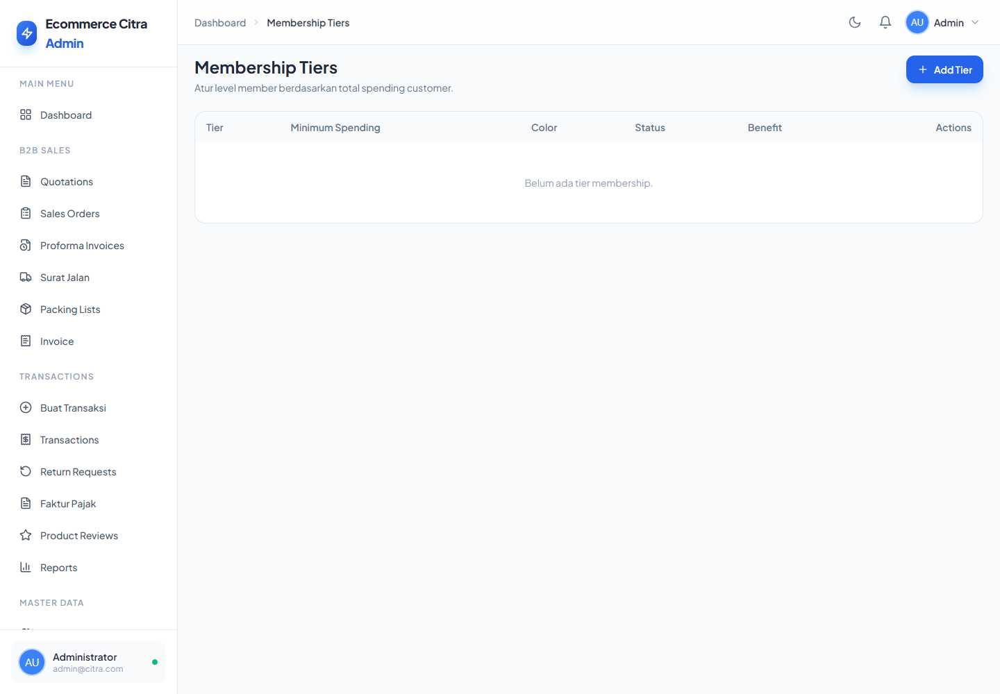 Ecommerce Citra
Admin
MAIN MENU
Dashboard
B2B SALES
Quotations
Sales Orders
Proforma Invoices
Surat Jalan
Packing Lists
Invoice
TRANSACTIONS
Buat Transaksi
Transactions
Return Requests
Faktur Pajak
Product Reviews
Reports
MASTER DATA
AU
Administrator
admin@citra.com
Dashboard
Membership Tiers
AU
Admin
Membership Tiers
Atur level member berdasarkan total spending customer.
Add Tier
Tier
Minimum Spending
Color
Status
Benefit
Actions
Belum ada tier membership.